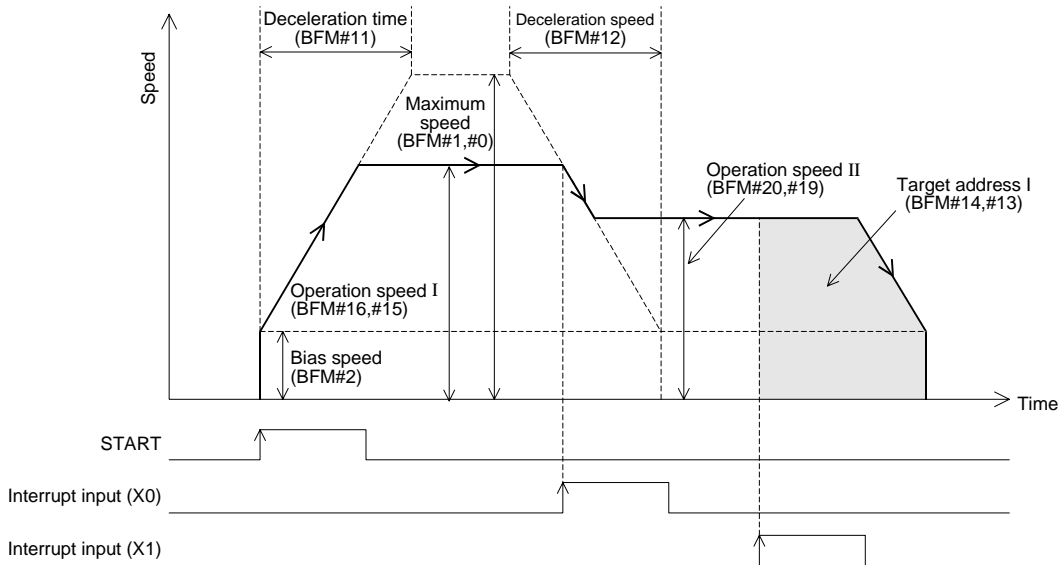 Deceleration time
(BFM#11)
Deceleration speed
(BFM#12)
Speed
Maximum
speed
(BFM#1,#0)
Operation speed II
(BFM#20,#19)
Target address I
(BFM#14,#13)
Operation speed I
(BFM#16,#15)
Bias speed
(BFM#2)
Time
START
Interrupt input (X0)
Interrupt input (X1)